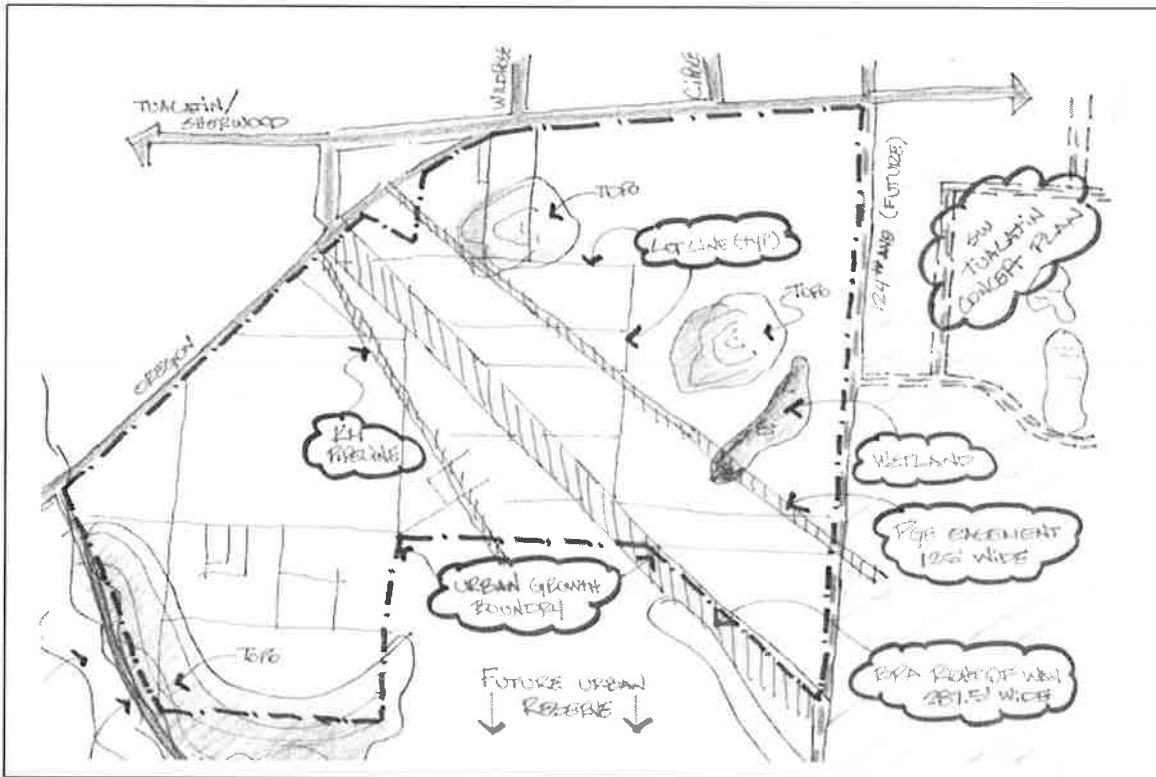 TUALATIN/
SHERWOOD
WILDROSE
CIPOLE
TOPO
LOT LINE (TYP)
124TH AVE (FUTURE)
SW
TUALATIN
CONCEPT PLAN
TOPO
OREGON
KM
PIPELINE
WETLAND
PGE EASEMENT
125' WIDE
URBAN GROWTH
BOUNDRY
TOPO
FUTURE URBAN
RESERVE
BPA RIGHT OF WAY
287.5' WIDE